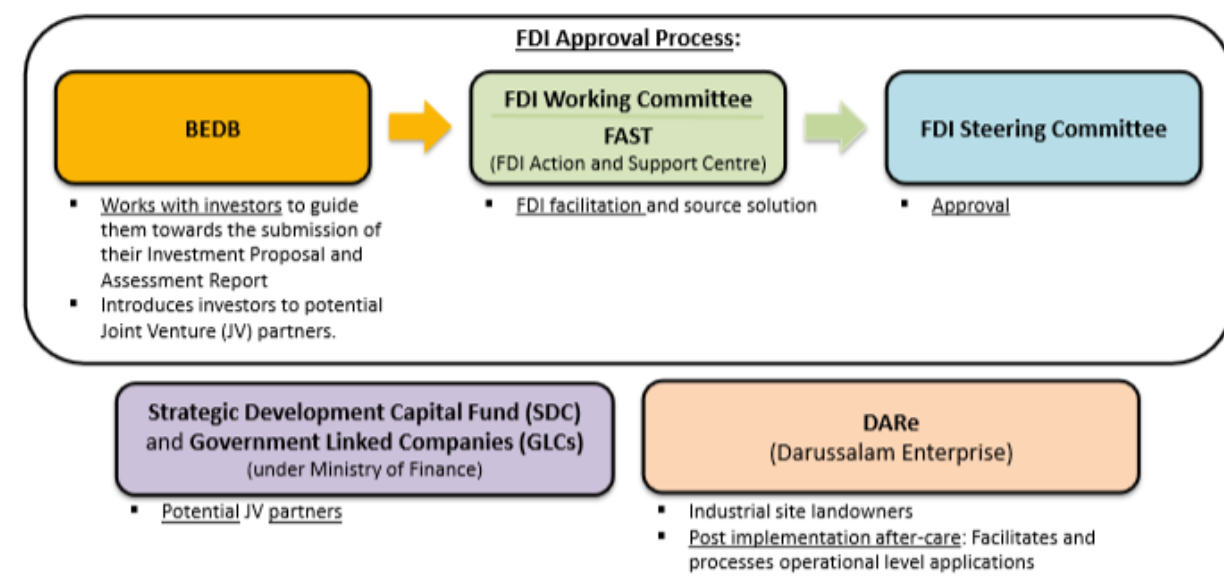 FDI Approval Process:
BEDB
▪ Works with investors to guide
them towards the submission of
their Investment Proposal and
Assessment Report
▪ Introduces investors to potential
Joint Venture (JV) partners.
FDI Working Committee
FAST
(FDI Action and Support Centre)
▪ FDI facilitation and source solution
FDI Steering Committee
▪ Approval
Strategic Development Capital Fund (SDC)
and Government Linked Companies (GLCs)
(under Ministry of Finance)
▪ Potential JV partners
DARe
(Darussalam Enterprise)
▪ Industrial site landowners
▪ Post implementation after-care: Facilitates and
processes operational level applications